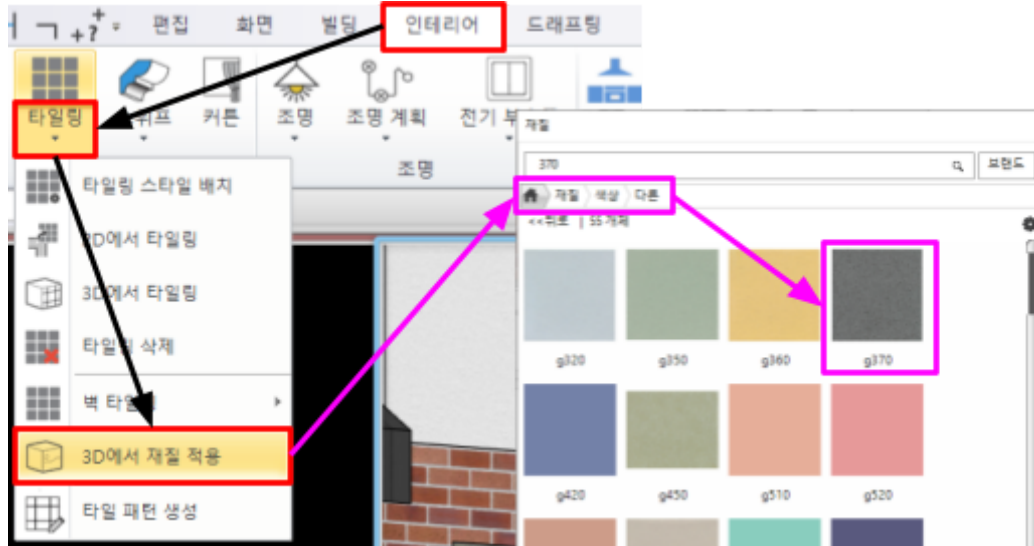 편집 화면 빌딩 인테리어 드래프팅
타일링 커튼 조명 조명 계획 전기
조명
타일링 스타일 배치
2D에서 타일링
3D에서 타일링
타일링 삭제
벽 타일링
3D에서 재질 적용
타일 패턴 생성
재질
370
브랜드
재질 색상 다른
<<뒤로 | 55 개체
g320 g350 g360 g370
g420 g450 g510 g520